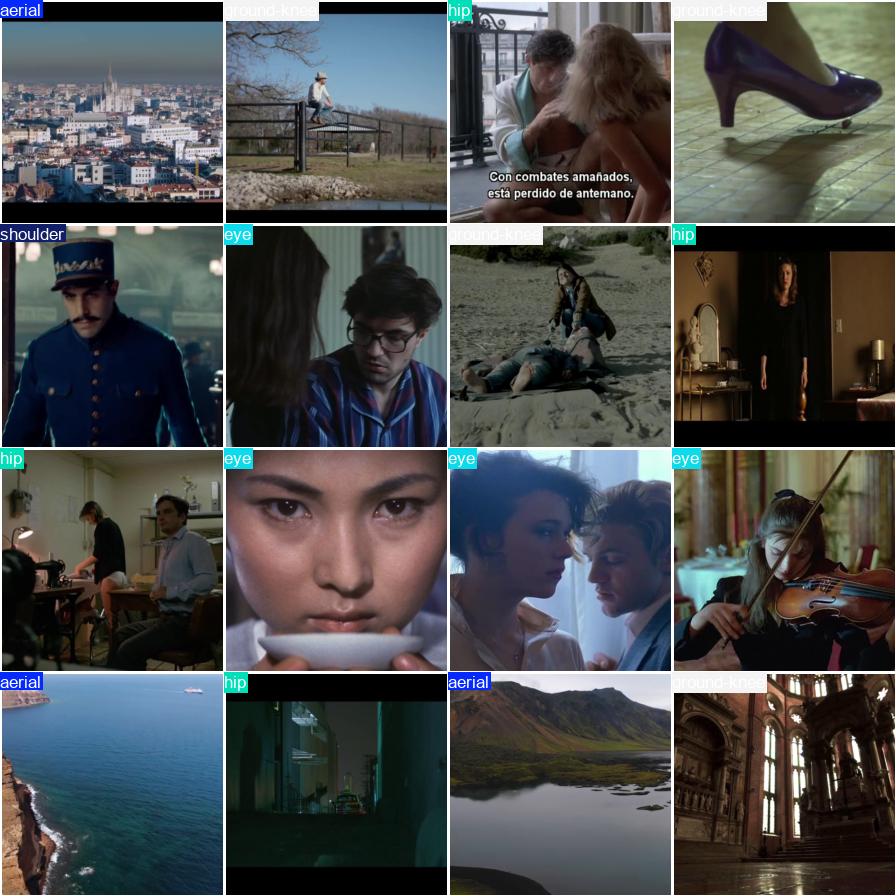 aerial
ground-knee
hip
ground-knee
Con combates amañados,
está perdido de antemano.
shoulder
eye
ground-knee
hip
hip
eye
eye
eye
aerial
hip
aerial
ground-knee